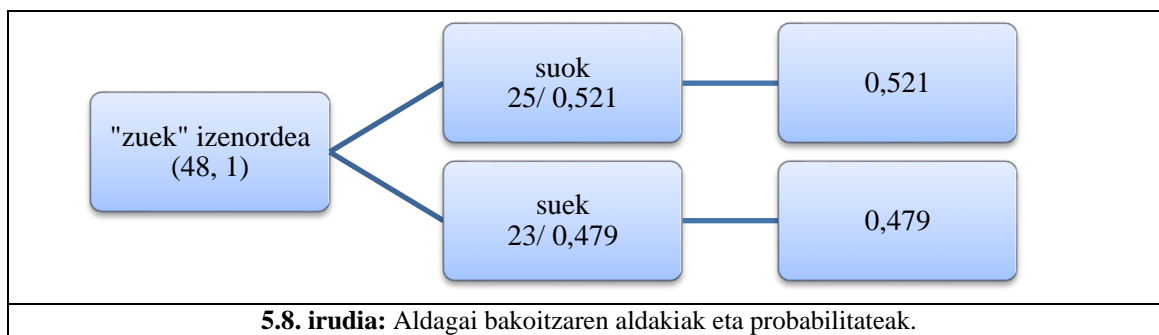 "zuek" izenordea
(48, 1)
suok
25/ 0,521
0,521
suek
23/ 0,479
0,479
5.8. irudia: Aldagai bakoitzaren aldakiak eta probabilitateak.